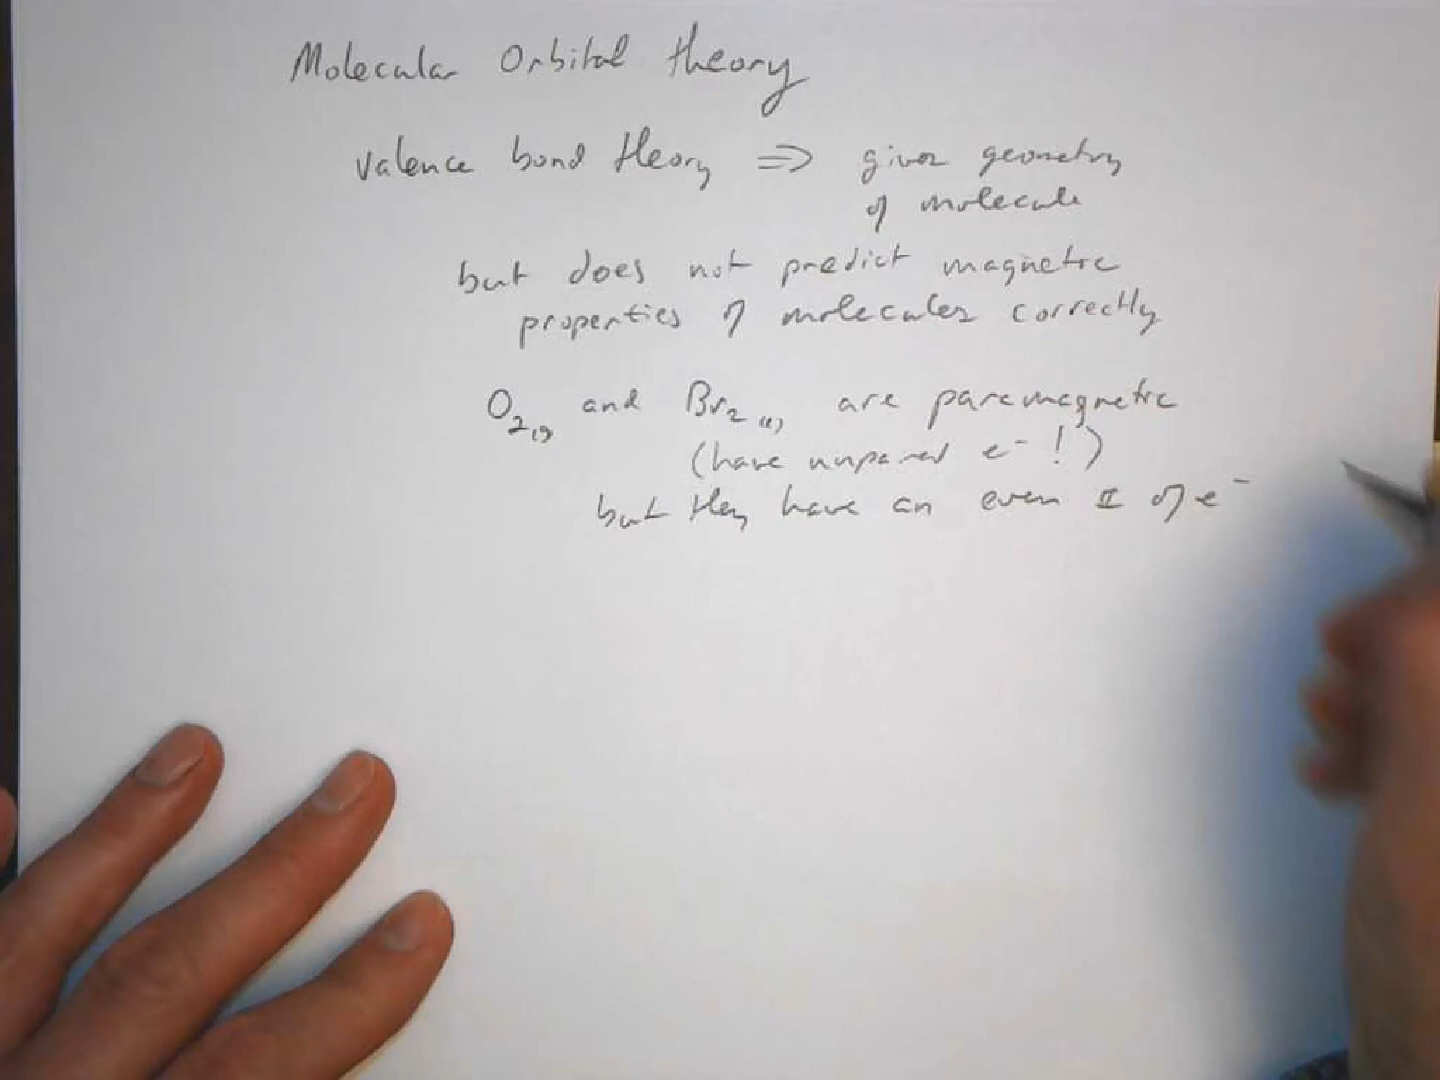 Molecular Orbital theory
valence bond theory ⇒ gives geometry
of molecule
but does not predict magnetic
properties of molecules correctly
O₂₍g₎ and Br₂₍ℓ₎ are paramagnetic
(have unpaired e⁻ !)
but they have an even # of e⁻